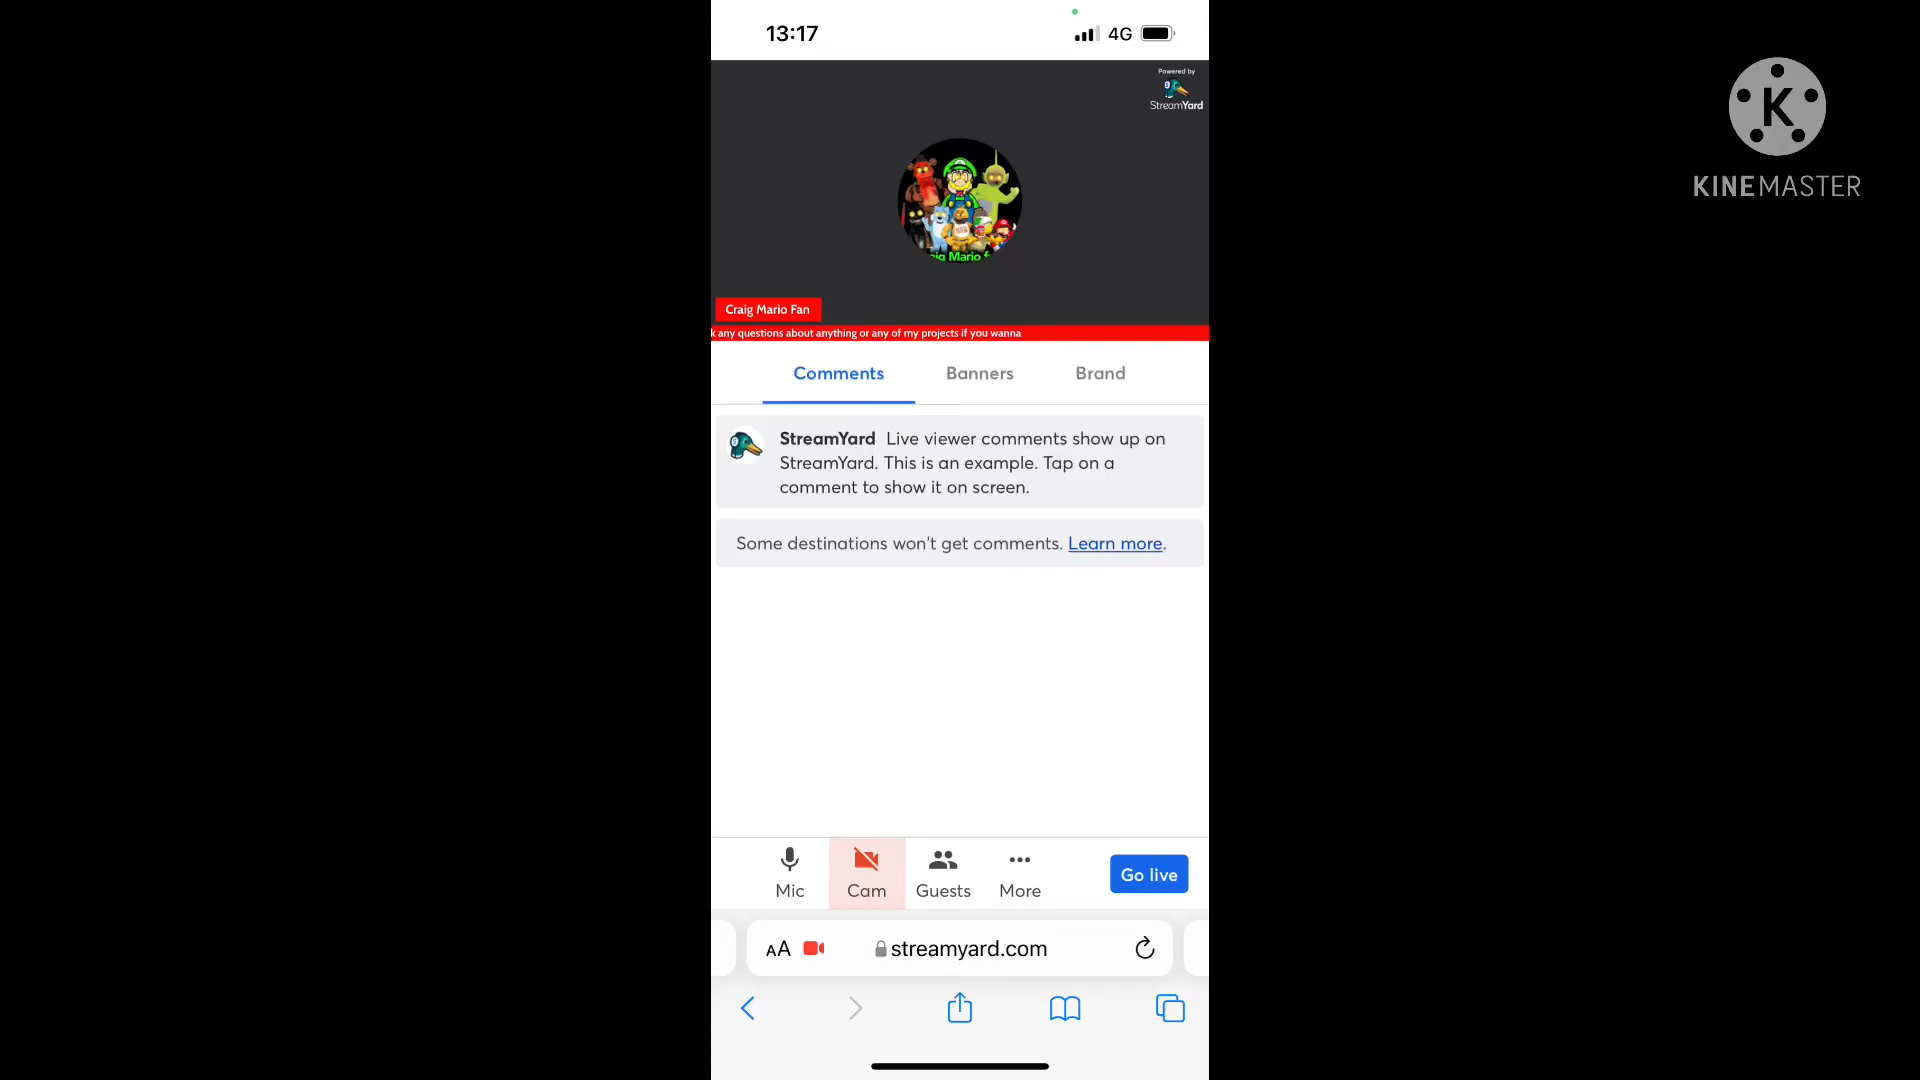 13:17
4G
Powered by
StreamYard
KINEMASTER
ig Mario f
Craig Mario Fan
k any questions about anything or any of my projects if you wanna
Comments
Banners
Brand
StreamYard Live viewer comments show up on
StreamYard. This is an example. Tap on a
comment to show it on screen.
Some destinations won't get comments. Learn more.
Mic
Cam
Guests
More
Go live
AA
streamyard.com